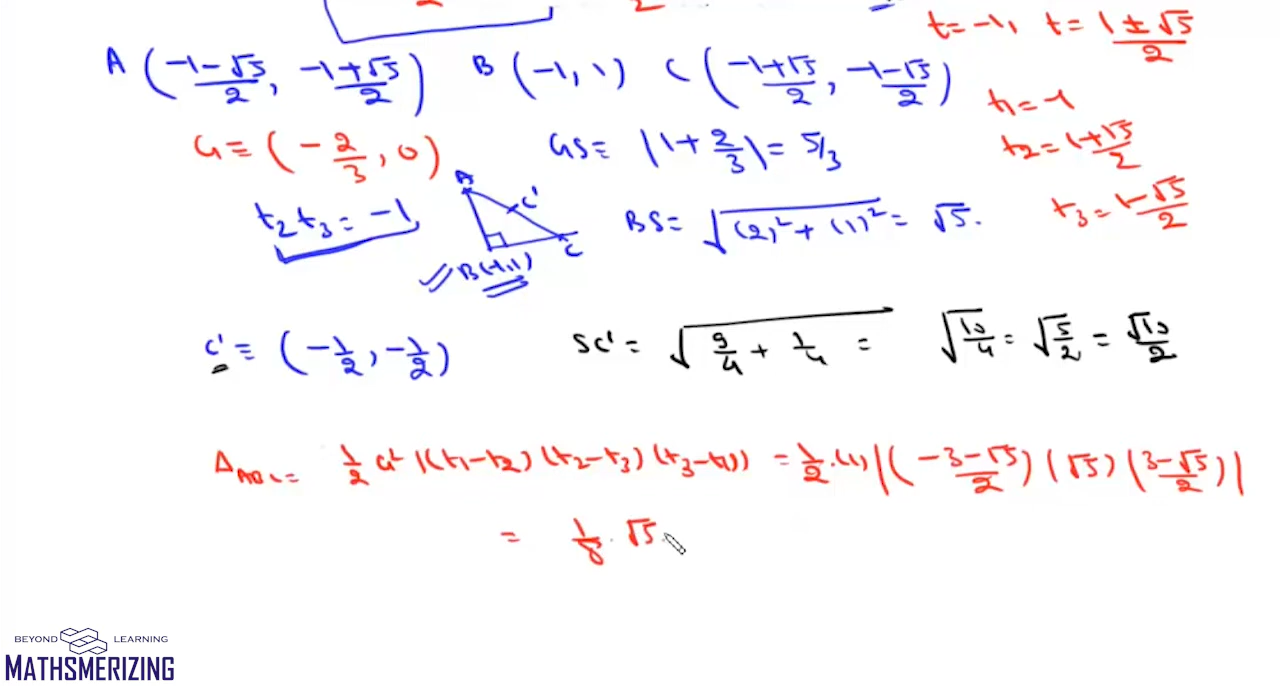 t=-1, t = (1±√5)/2
A ((-1-√5)/2, (-1+√5)/2) B (-1, 1) C ((-1+√5)/2, (-1-√5)/2)
t1 = -1
G ≡ (-2/3, 0) GS = |1 + 2/3| = 5/3
t2 = (1+√5)/2
A
C'
t2 t3 = -1
BS = √((2)² + (1)²) = √5.
t3 = (1-√5)/2
B(-1,1)
C
C' ≡ (-1/2, -1/2) SC' = √(9/4 + 1/4) = √(10/4) = √(5/2) = √10/2
Δ ABC = 1/2 a² |(t1-t2) (t2-t3) (t3-t1)| = 1/2 · (1) |((-3-√5)/2) (√5) ((3-√5)/2)|
= 1/8 · √5 ·
BEYOND LEARNING
MATHSMERIZING